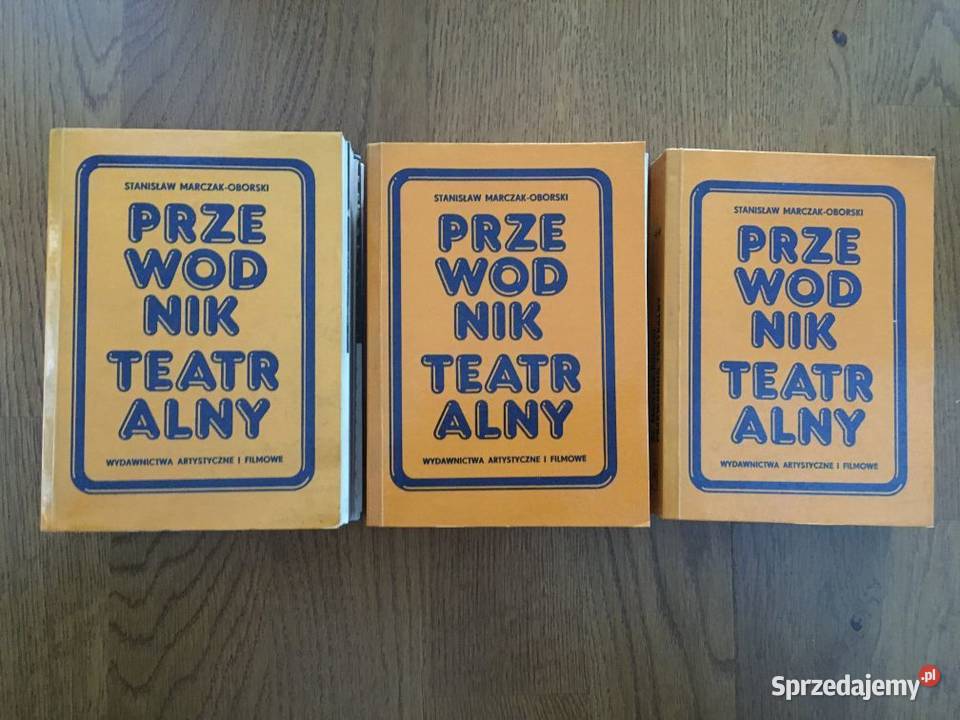 STANISŁAW MARCZAK-OBORSKI
PRZE
WOD
NIK
TEATR
ALNY
WYDAWNICTWA ARTYSTYCZNE I FILMOWE
STANISŁAW MARCZAK-OBORSKI
PRZE
WOD
NIK
TEATR
ALNY
WYDAWNICTWA ARTYSTYCZNE I FILMOWE
STANISŁAW MARCZAK-OBORSKI
PRZE
WOD
NIK
TEATR
ALNY
WYDAWNICTWA ARTYSTYCZNE I FILMOWE
Sprzedajemy.pl